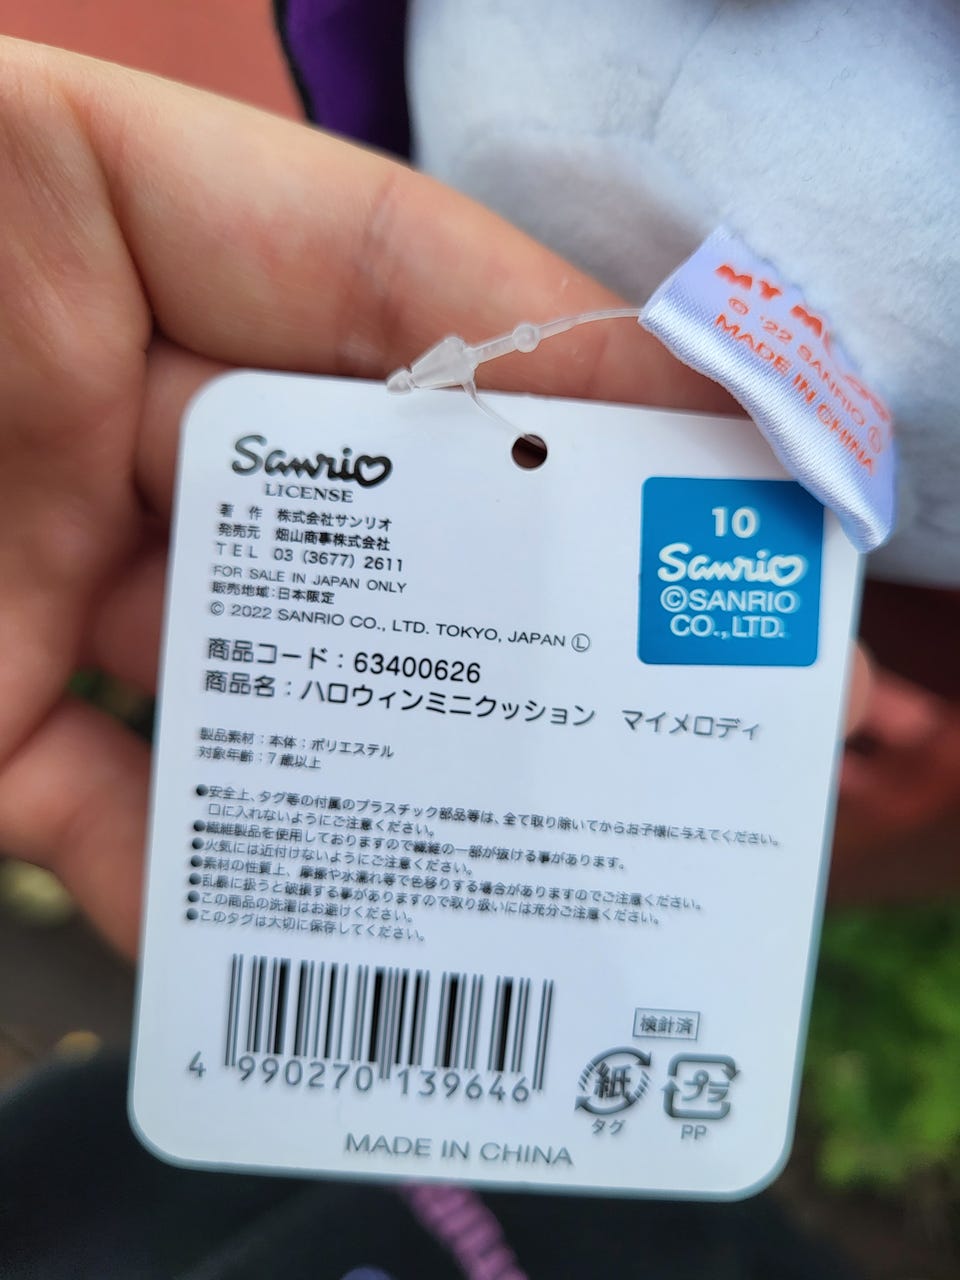 Sanrio
LICENSE
著 作 株式会社サンリオ
発売元 畑山商事株式会社
TEL 03 (3677) 2611
FOR SALE IN JAPAN ONLY
販売地域:日本限定
© 2022 SANRIO CO., LTD. TOKYO, JAPAN Ⓛ
10
Sanrio
©SANRIO
CO., LTD.
商品コード：63400626
商品名：ハロウィンミニクッション マイメロディ
製品素材：本体：ポリエステル
対象年齢：7歳以上
●安全上、タグ等の付属のプラスチック部品等は、全て取り除いてからお子様に与えてください。
口に入れないようにご注意ください。
●繊維製品を使用しておりますので繊維の一部が抜ける事があります。
●火気には近付けないようにご注意ください。
●素材の性質上、摩擦や水濡れ等で色移りする場合がありますのでご注意ください。
●乱暴に扱うと破損する事がありますので取り扱いには充分ご注意ください。
●この商品の洗濯はお避けください。
●このタグは大切に保存してください。
4 990270 139646
検針済
紙
タグ
プラ
PP
MADE IN CHINA
MY
© '22 SANRIO Ⓛ
MADE IN CHINA